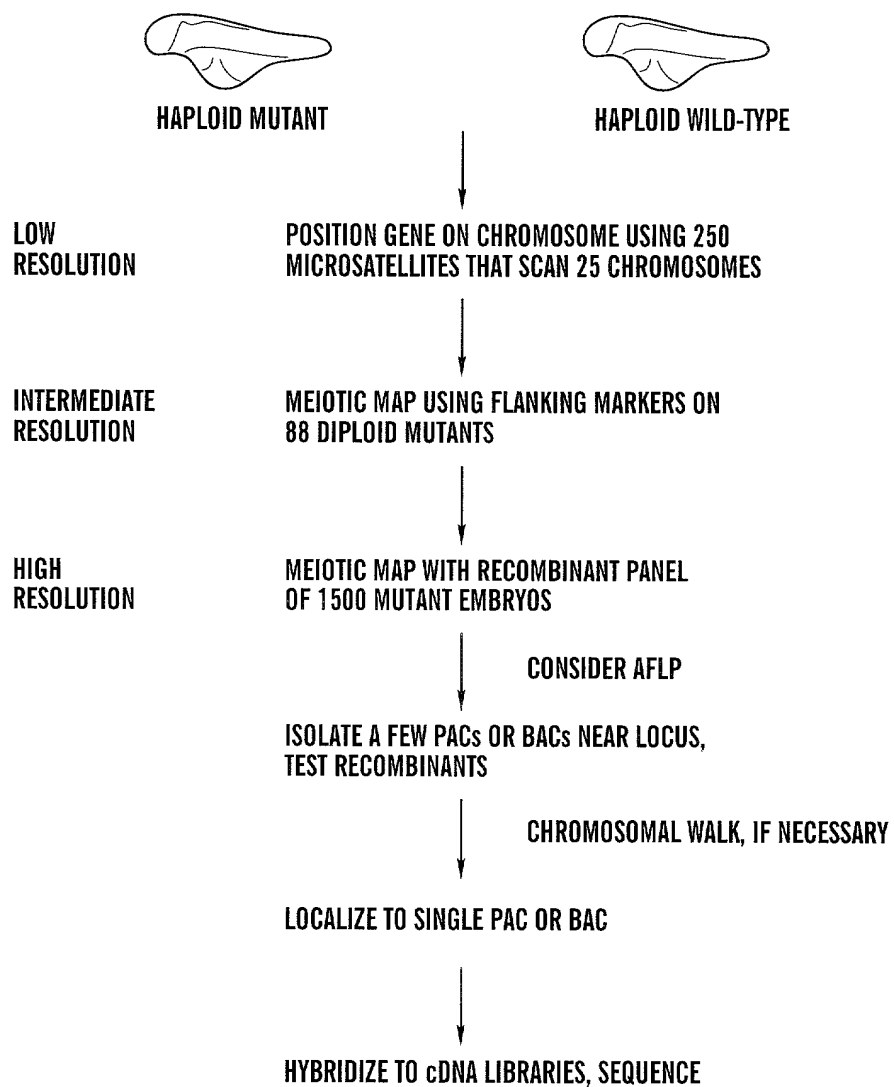 HAPLOID MUTANT
HAPLOID WILD-TYPE
LOW
RESOLUTION
POSITION GENE ON CHROMOSOME USING 250
MICROSATELLITES THAT SCAN 25 CHROMOSOMES
INTERMEDIATE
RESOLUTION
MEIOTIC MAP USING FLANKING MARKERS ON
88 DIPLOID MUTANTS
HIGH
RESOLUTION
MEIOTIC MAP WITH RECOMBINANT PANEL
OF 1500 MUTANT EMBRYOS
CONSIDER AFLP
ISOLATE A FEW PACs OR BACs NEAR LOCUS,
TEST RECOMBINANTS
CHROMOSOMAL WALK, IF NECESSARY
LOCALIZE TO SINGLE PAC OR BAC
HYBRIDIZE TO cDNA LIBRARIES, SEQUENCE